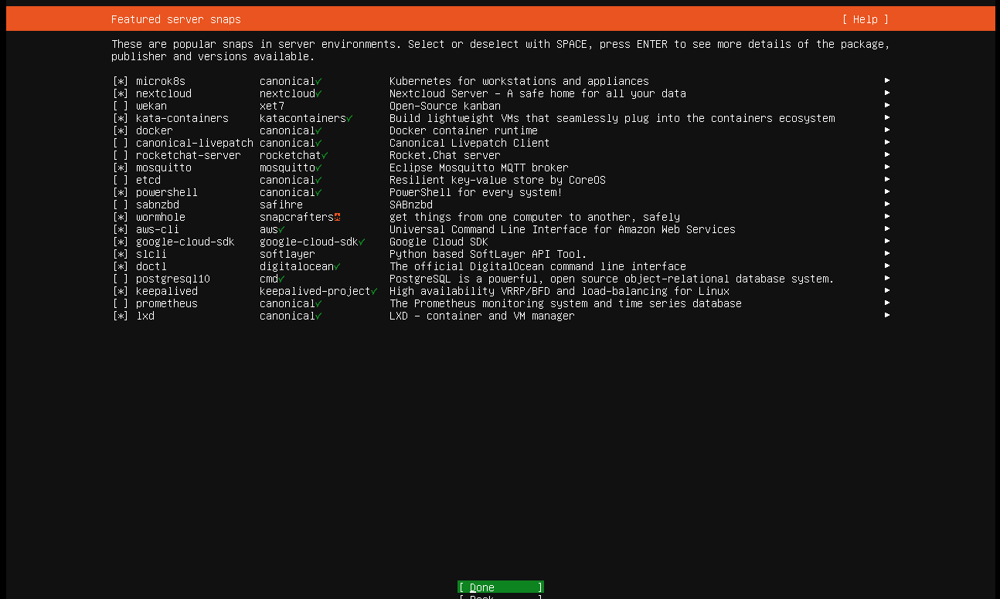 Featured server snaps [ Help ]
These are popular snaps in server environments. Select or deselect with SPACE, press ENTER to see more details of the package,
publisher and versions available.
[*] microk8s canonical✓ Kubernetes for workstations and appliances ▸
[*] nextcloud nextcloud✓ Nextcloud Server - A safe home for all your data ▸
[ ] wekan xet7 Open-Source kanban ▸
[*] kata-containers katacontainers✓ Build lightweight VMs that seamlessly plug into the containers ecosystem ▸
[*] docker canonical✓ Docker container runtime ▸
[ ] canonical-livepatch canonical✓ Canonical Livepatch Client ▸
[ ] rocketchat-server rocketchat✓ Rocket.Chat server ▸
[*] mosquitto mosquitto✓ Eclipse Mosquitto MQTT broker ▸
[ ] etcd canonical✓ Resilient key-value store by CoreOS ▸
[*] powershell canonical✓ PowerShell for every system! ▸
[ ] sabnzbd safihre SABnzbd ▸
[*] wormhole snapcrafters get things from one computer to another, safely ▸
[*] aws-cli aws✓ Universal Command Line Interface for Amazon Web Services ▸
[*] google-cloud-sdk google-cloud-sdk✓ Google Cloud SDK ▸
[*] slcli softlayer Python based SoftLayer API Tool. ▸
[*] doctl digitalocean✓ The official DigitalOcean command line interface ▸
[ ] postgresql10 cmd✓ PostgreSQL is a powerful, open source object-relational database system. ▸
[*] keepalived keepalived-project✓ High availability VRRP/BFD and load-balancing for Linux ▸
[ ] prometheus canonical✓ The Prometheus monitoring system and time series database ▸
[*] lxd canonical✓ LXD - container and VM manager ▸
[ Done ]